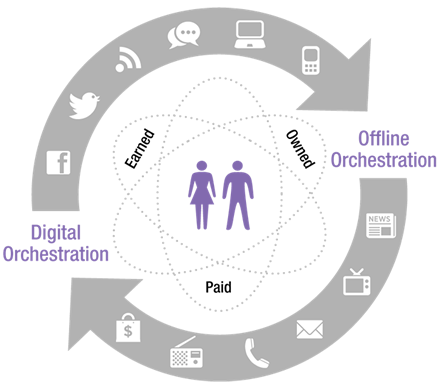 Earned
Owned
Offline
Orchestration
NEWS
Digital
Orchestration
Paid
$
f